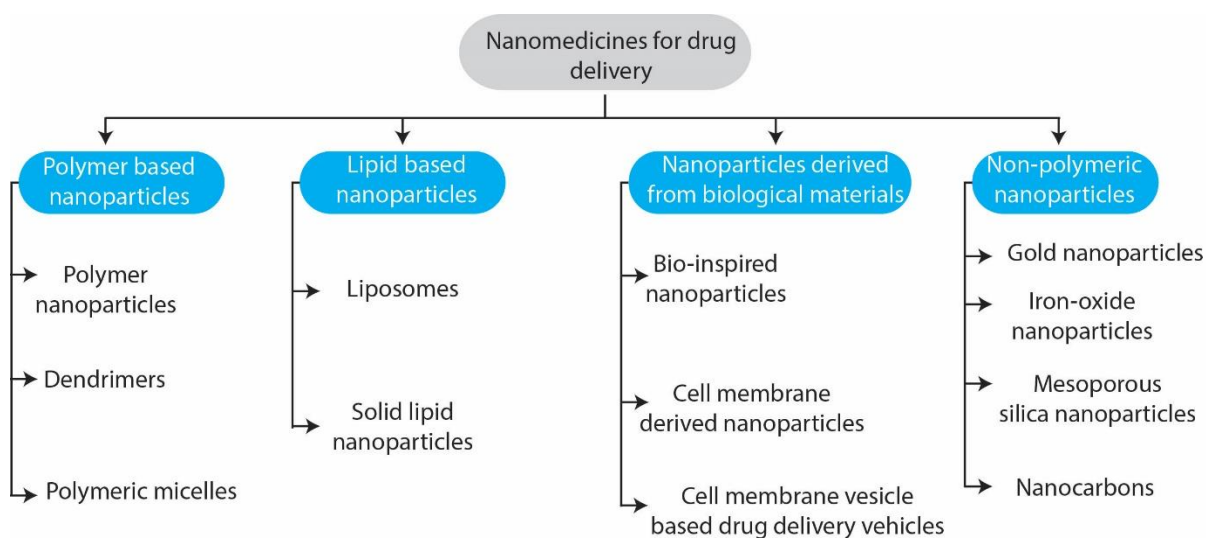 Nanomedicines for drug
delivery
Polymer based
nanoparticles
Polymer
nanoparticles
Dendrimers
Polymeric micelles
Lipid based
nanoparticles
Liposomes
Solid lipid
nanoparticles
Nanoparticles derived
from biological materials
Bio-inspired
nanoparticles
Cell membrane
derived nanoparticles
Cell membrane vesicle
based drug delivery vehicles
Non-polymeric
nanoparticles
Gold nanoparticles
Iron-oxide
nanoparticles
Mesoporous
silica nanoparticles
Nanocarbons